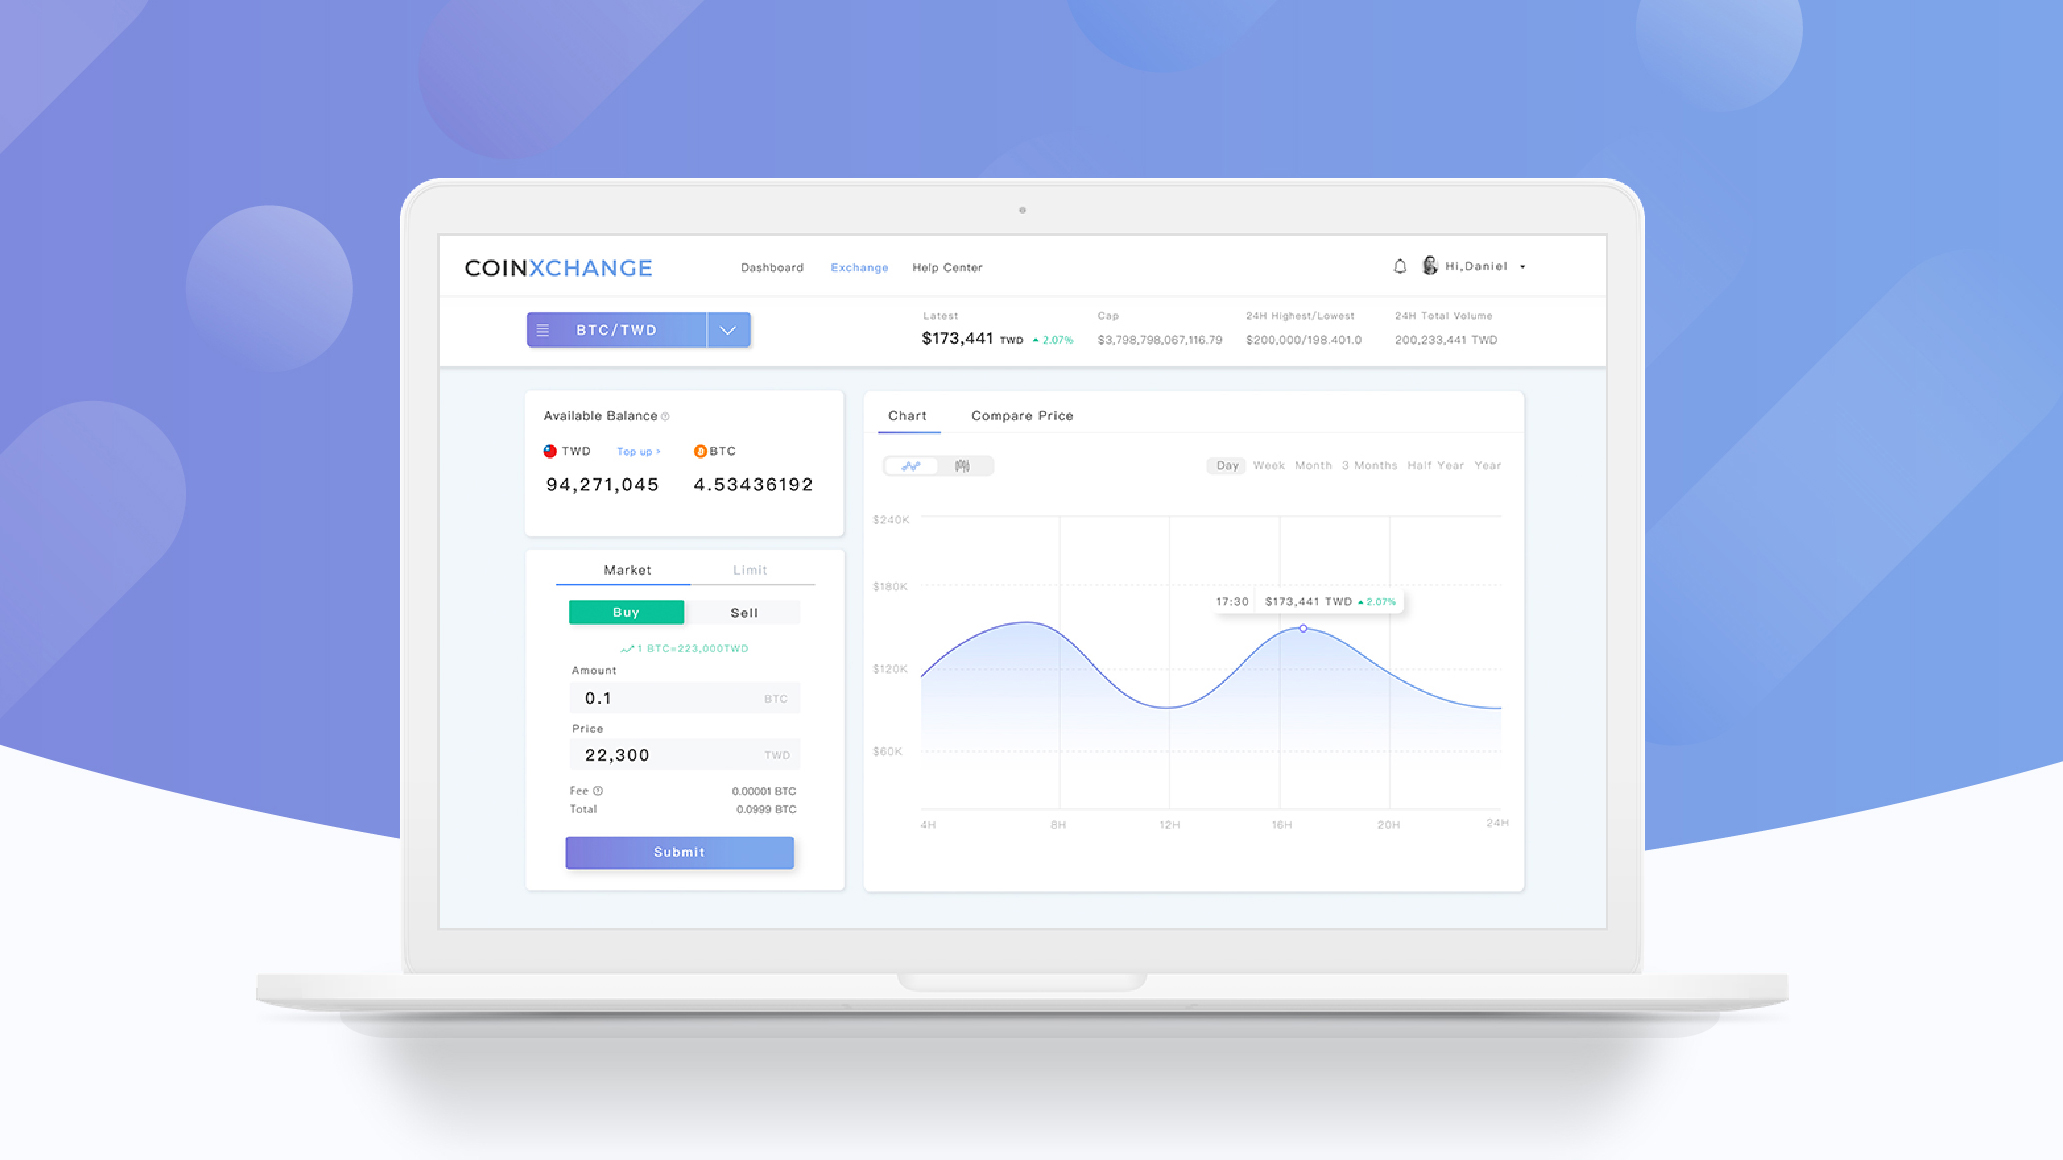 COINXCHANGE
Dashboard
Exchange
Help Center
Hi,Daniel
BTC/TWD
Latest
$173,441 TWD 2.07%
Cap
$3,798,798,067,116.79
24H Highest/Lowest
$200,000/198.401.0
24H Total Volume
200,233,441 TWD
Available Balance
TWD
Top up >
94,271,045
BTC
4.53436192
Market
Limit
Buy
Sell
1 BTC=223,000TWD
Amount
0.1
BTC
Price
22,300
TWD
Fee
0.00001 BTC
Total
0.0999 BTC
Submit
Chart
Compare Price
Day
Week
Month
3 Months
Half Year
Year
$240K
$180K
$120K
$60K
17:30
$173,441 TWD 2.07%
4H
8H
12H
16H
20H
24H